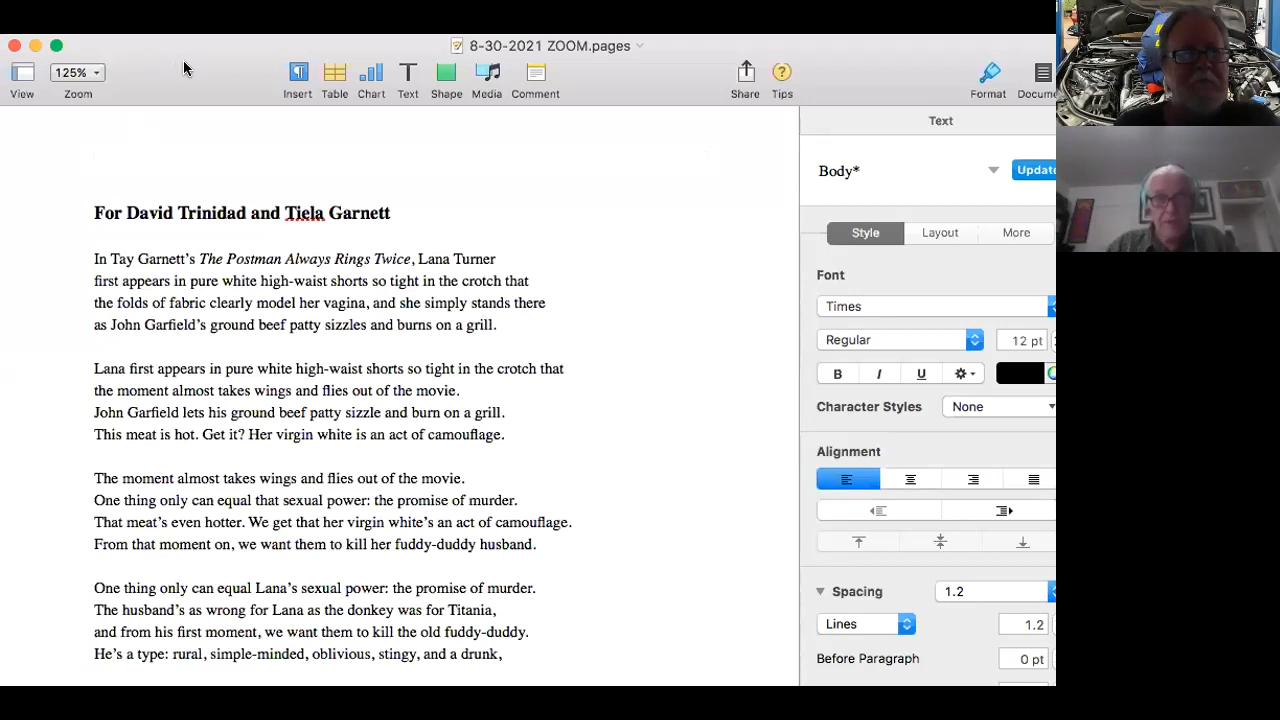 8-30-2021 ZOOM.pages
125%
View
Zoom
Insert
Table
Chart
Text
Shape
Media
Comment
Share
Tips
Format
Docume
Text
Body*
Update
Style
Layout
More
Font
Times
Regular
12 pt
B
I
U
Character Styles
None
Alignment
Spacing
1.2
Lines
1.2
Before Paragraph
0 pt
For David Trinidad and Tiela Garnett
In Tay Garnett’s The Postman Always Rings Twice, Lana Turner
first appears in pure white high-waist shorts so tight in the crotch that
the folds of fabric clearly model her vagina, and she simply stands there
as John Garfield’s ground beef patty sizzles and burns on a grill.
Lana first appears in pure white high-waist shorts so tight in the crotch that
the moment almost takes wings and flies out of the movie.
John Garfield lets his ground beef patty sizzle and burn on a grill.
This meat is hot. Get it? Her virgin white is an act of camouflage.
The moment almost takes wings and flies out of the movie.
One thing only can equal that sexual power: the promise of murder.
That meat’s even hotter. We get that her virgin white’s an act of camouflage.
From that moment on, we want them to kill her fuddy-duddy husband.
One thing only can equal Lana’s sexual power: the promise of murder.
The husband’s as wrong for Lana as the donkey was for Titania,
and from his first moment, we want them to kill the old fuddy-duddy.
He’s a type: rural, simple-minded, oblivious, stingy, and a drunk,